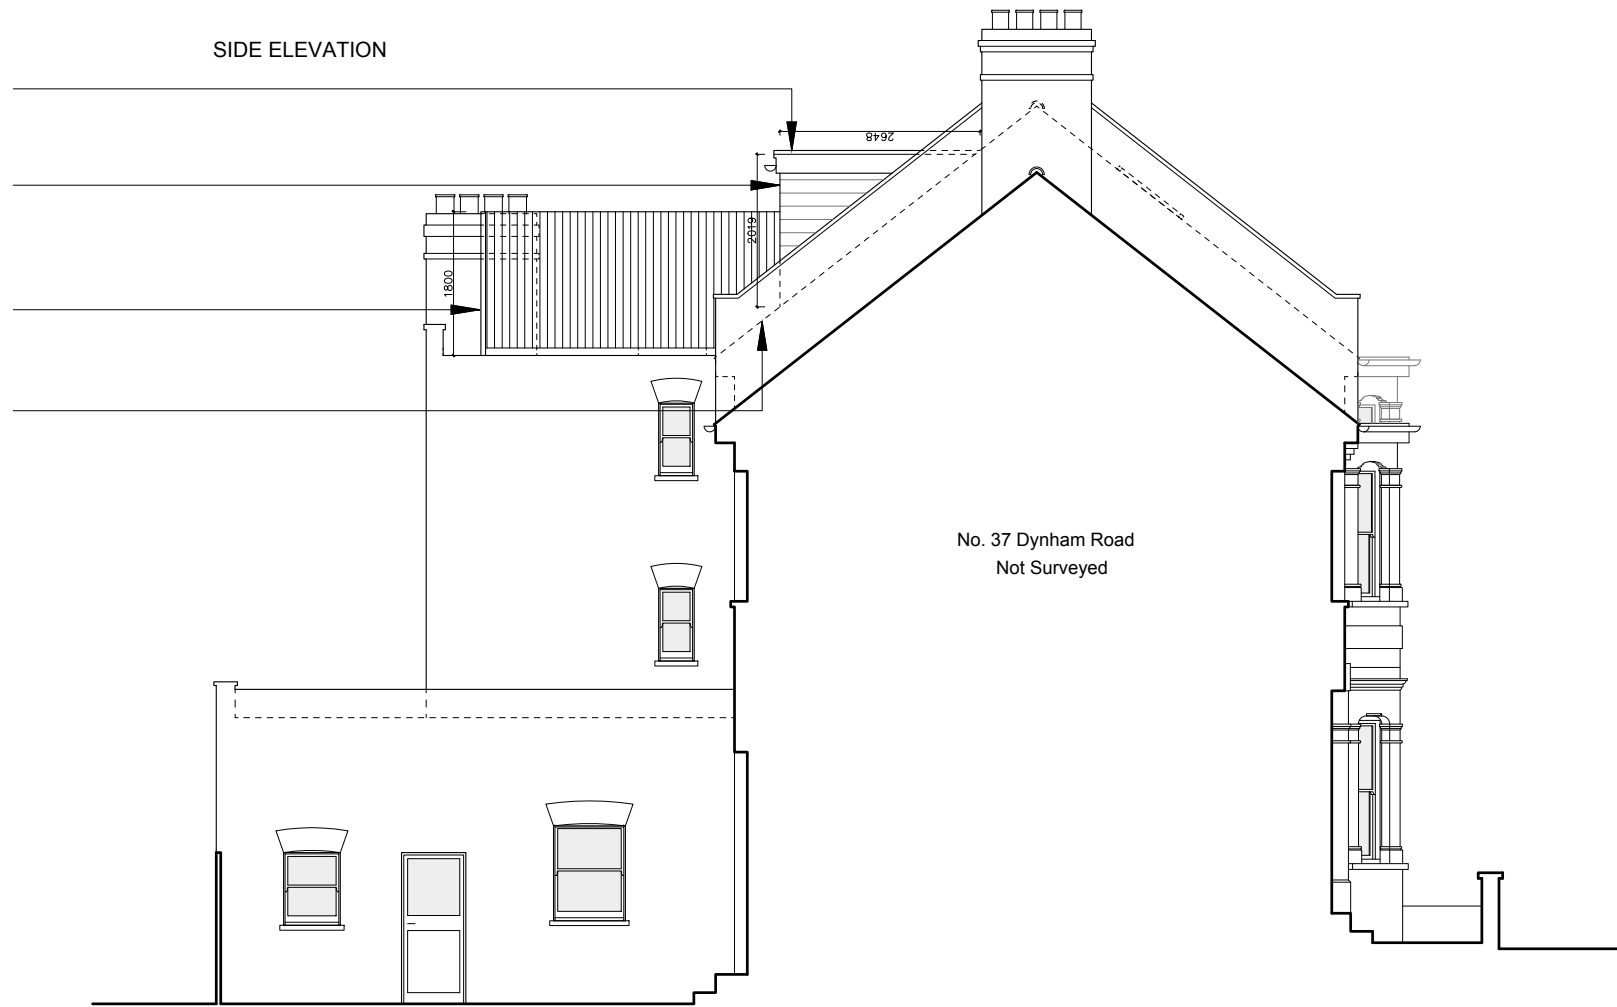 SIDE ELEVATION
2648
2019
1800
No. 37 Dynham Road
Not Surveyed